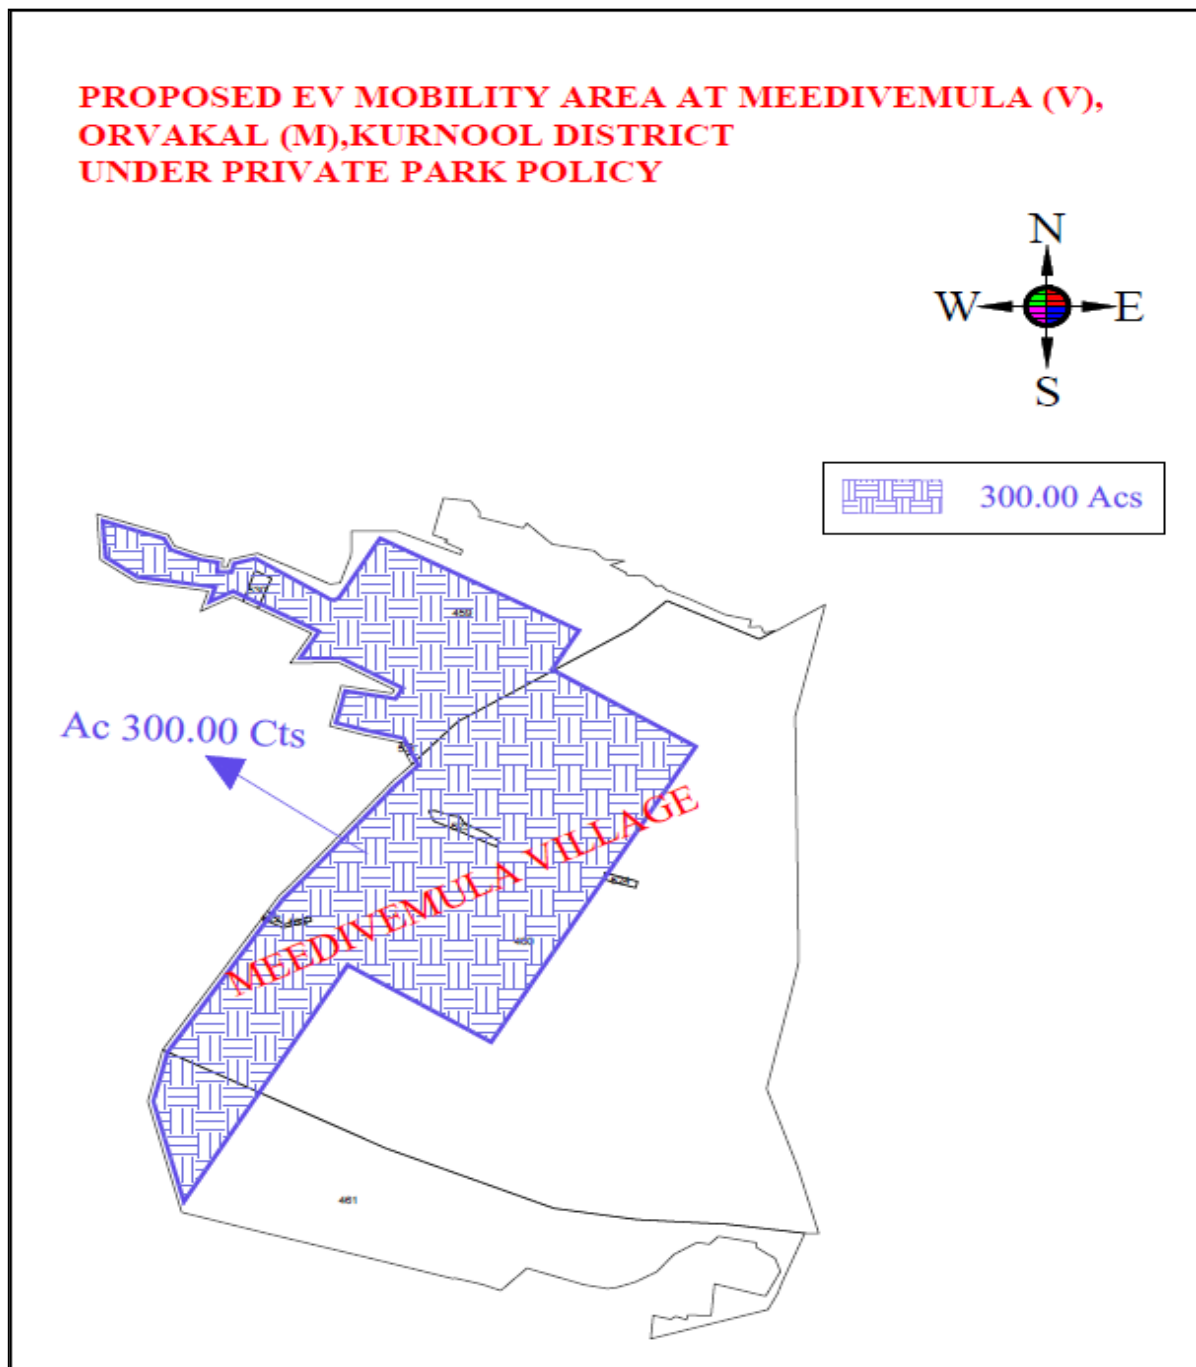 PROPOSED EV MOBILITY AREA AT MEEDIVEMULA (V),
ORVAKAL (M),KURNOOL DISTRICT
UNDER PRIVATE PARK POLICY
N
W
E
S
300.00 Acs
459
Ac 300.00 Cts
MEEDIVEMULA VILLAGE
460
461